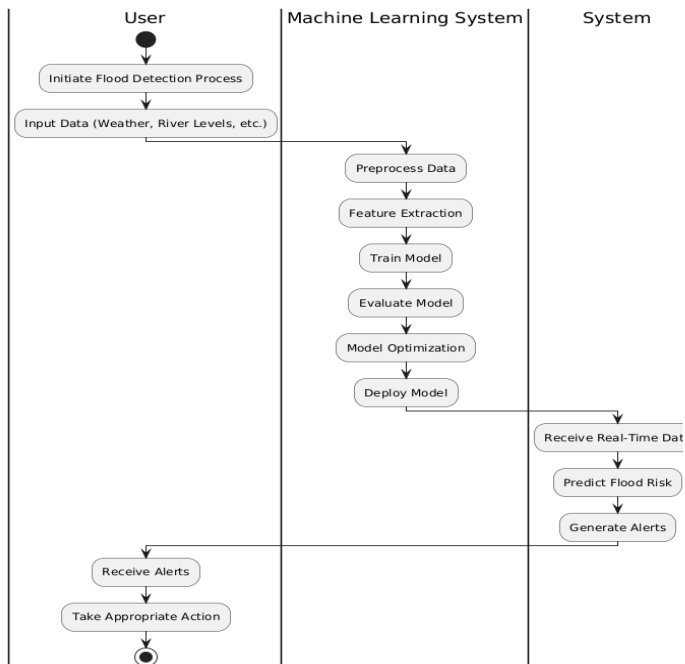 User
Machine Learning System
System
Initiate Flood Detection Process
Input Data (Weather, River Levels, etc.)
Preprocess Data
Feature Extraction
Train Model
Evaluate Model
Model Optimization
Deploy Model
Receive Real-Time Dat
Predict Flood Risk
Generate Alerts
Receive Alerts
Take Appropriate Action